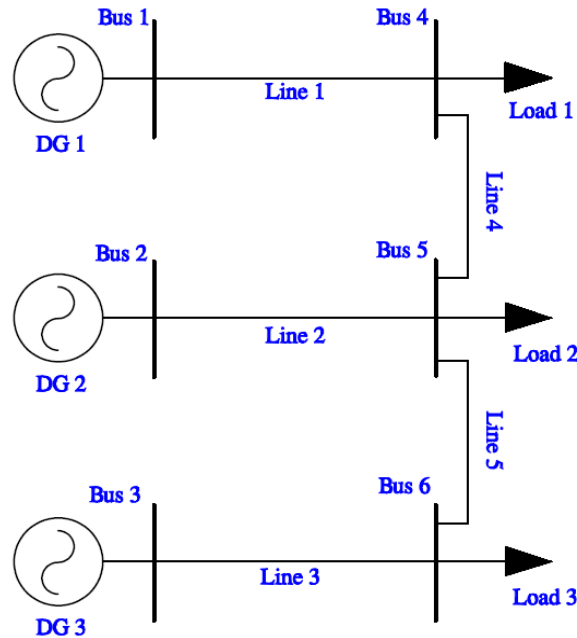 Bus 1
Bus 4
Line 1
Load 1
DG 1
Line 4
Bus 2
Bus 5
Line 2
Load 2
DG 2
Line 5
Bus 3
Bus 6
Line 3
Load 3
DG 3